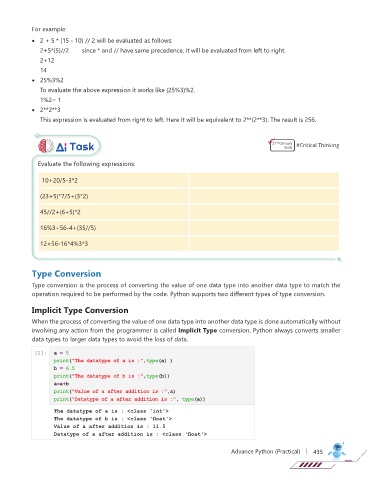 For example:
• 2 + 5 * (15 - 10) // 2 will be evaluated as follows:
2+5*(5)//2 since * and // have same precedence, it will be evaluated from left to right.
2+12
14
• 25%3%2
To evaluate the above expression it works like (25%3)%2.
1%2= 1
• 2**2**3
This expression is evaluated from right to left. Here it will be equivalent to 2**(2**3). The result is 256.
Ai Task
21st Century Skills #Critical Thinking
Evaluate the following expressions:
10+20/5-3*2
(23+5)*7/5+(3*2)
45//2+(6+5)*2
16%3+56-4+(35//5)
12+56-16*4%3*3
Type Conversion
Type conversion is the process of converting the value of one data type into another data type to match the
operation required to be performed by the code. Python supports two different types of type conversion.
Implicit Type Conversion
When the process of converting the value of one data type into another data type is done automatically without
involving any action from the programmer is called Implicit Type conversion. Python always converts smaller
data types to larger data types to avoid the loss of data.
[1]: a = 5
print("The datatype of a is :",type(a) )
b = 6.5
print("The datatype of b is :",type(b))
a=a+b
print("Value of a after addition :",a)
print("Datatype of a after addition is :", type(a))
The datatype of a is : <class 'int'>
The datatype of b is : <class 'float'>
Value of a after addition is : 11.5
Datatype of a after addition is : <class 'float'>
Advance Python (Practical) | 415